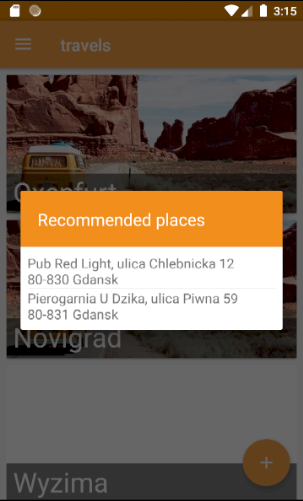 3:15
travels
Oxenfurt
Recommended places
Pub Red Light, ulica Chlebnicka 12
80-830 Gdansk
Pierogarnia U Dzika, ulica Piwna 59
80-831 Gdansk
Novigrad
Wyzima
+